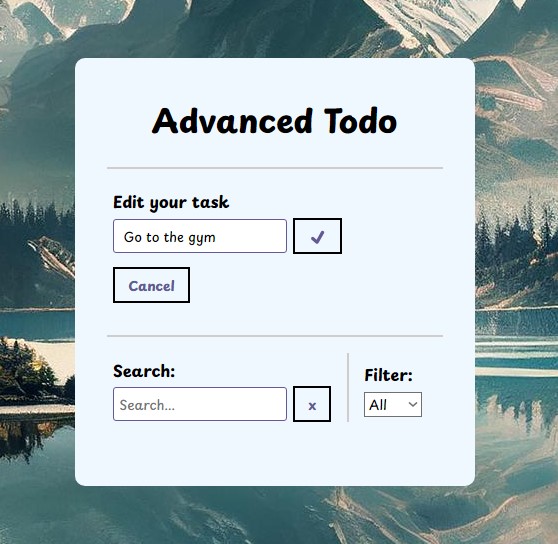 Advanced Todo
Edit your task
Go to the gym
Cancel
Search:
Search...
x
Filter:
All